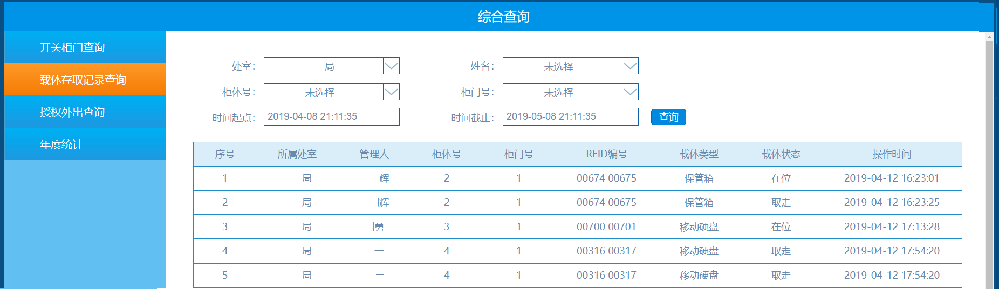 综合查询
开关柜门查询
载体存取记录查询
授权外出查询
年度统计
处室： 局 姓名： 未选择
柜体号： 未选择 柜门号： 未选择
时间起点： 2019-04-08 21:11:35 时间截止： 2019-05-08 21:11:35 查询
序号 所属处室 管理人 柜体号 柜门号 RFID编号 载体类型 载体状态 操作时间
1 局 辉 2 1 00674 00675 保管箱 在位 2019-04-12 16:23:01
2 局 辉 2 1 00674 00675 保管箱 取走 2019-04-12 16:23:25
3 局 勇 3 1 00700 00701 移动硬盘 在位 2019-04-12 17:13:28
4 局 一 4 1 00316 00317 移动硬盘 取走 2019-04-12 17:54:20
5 局 一 4 1 00316 00317 移动硬盘 取走 2019-04-12 17:54:20